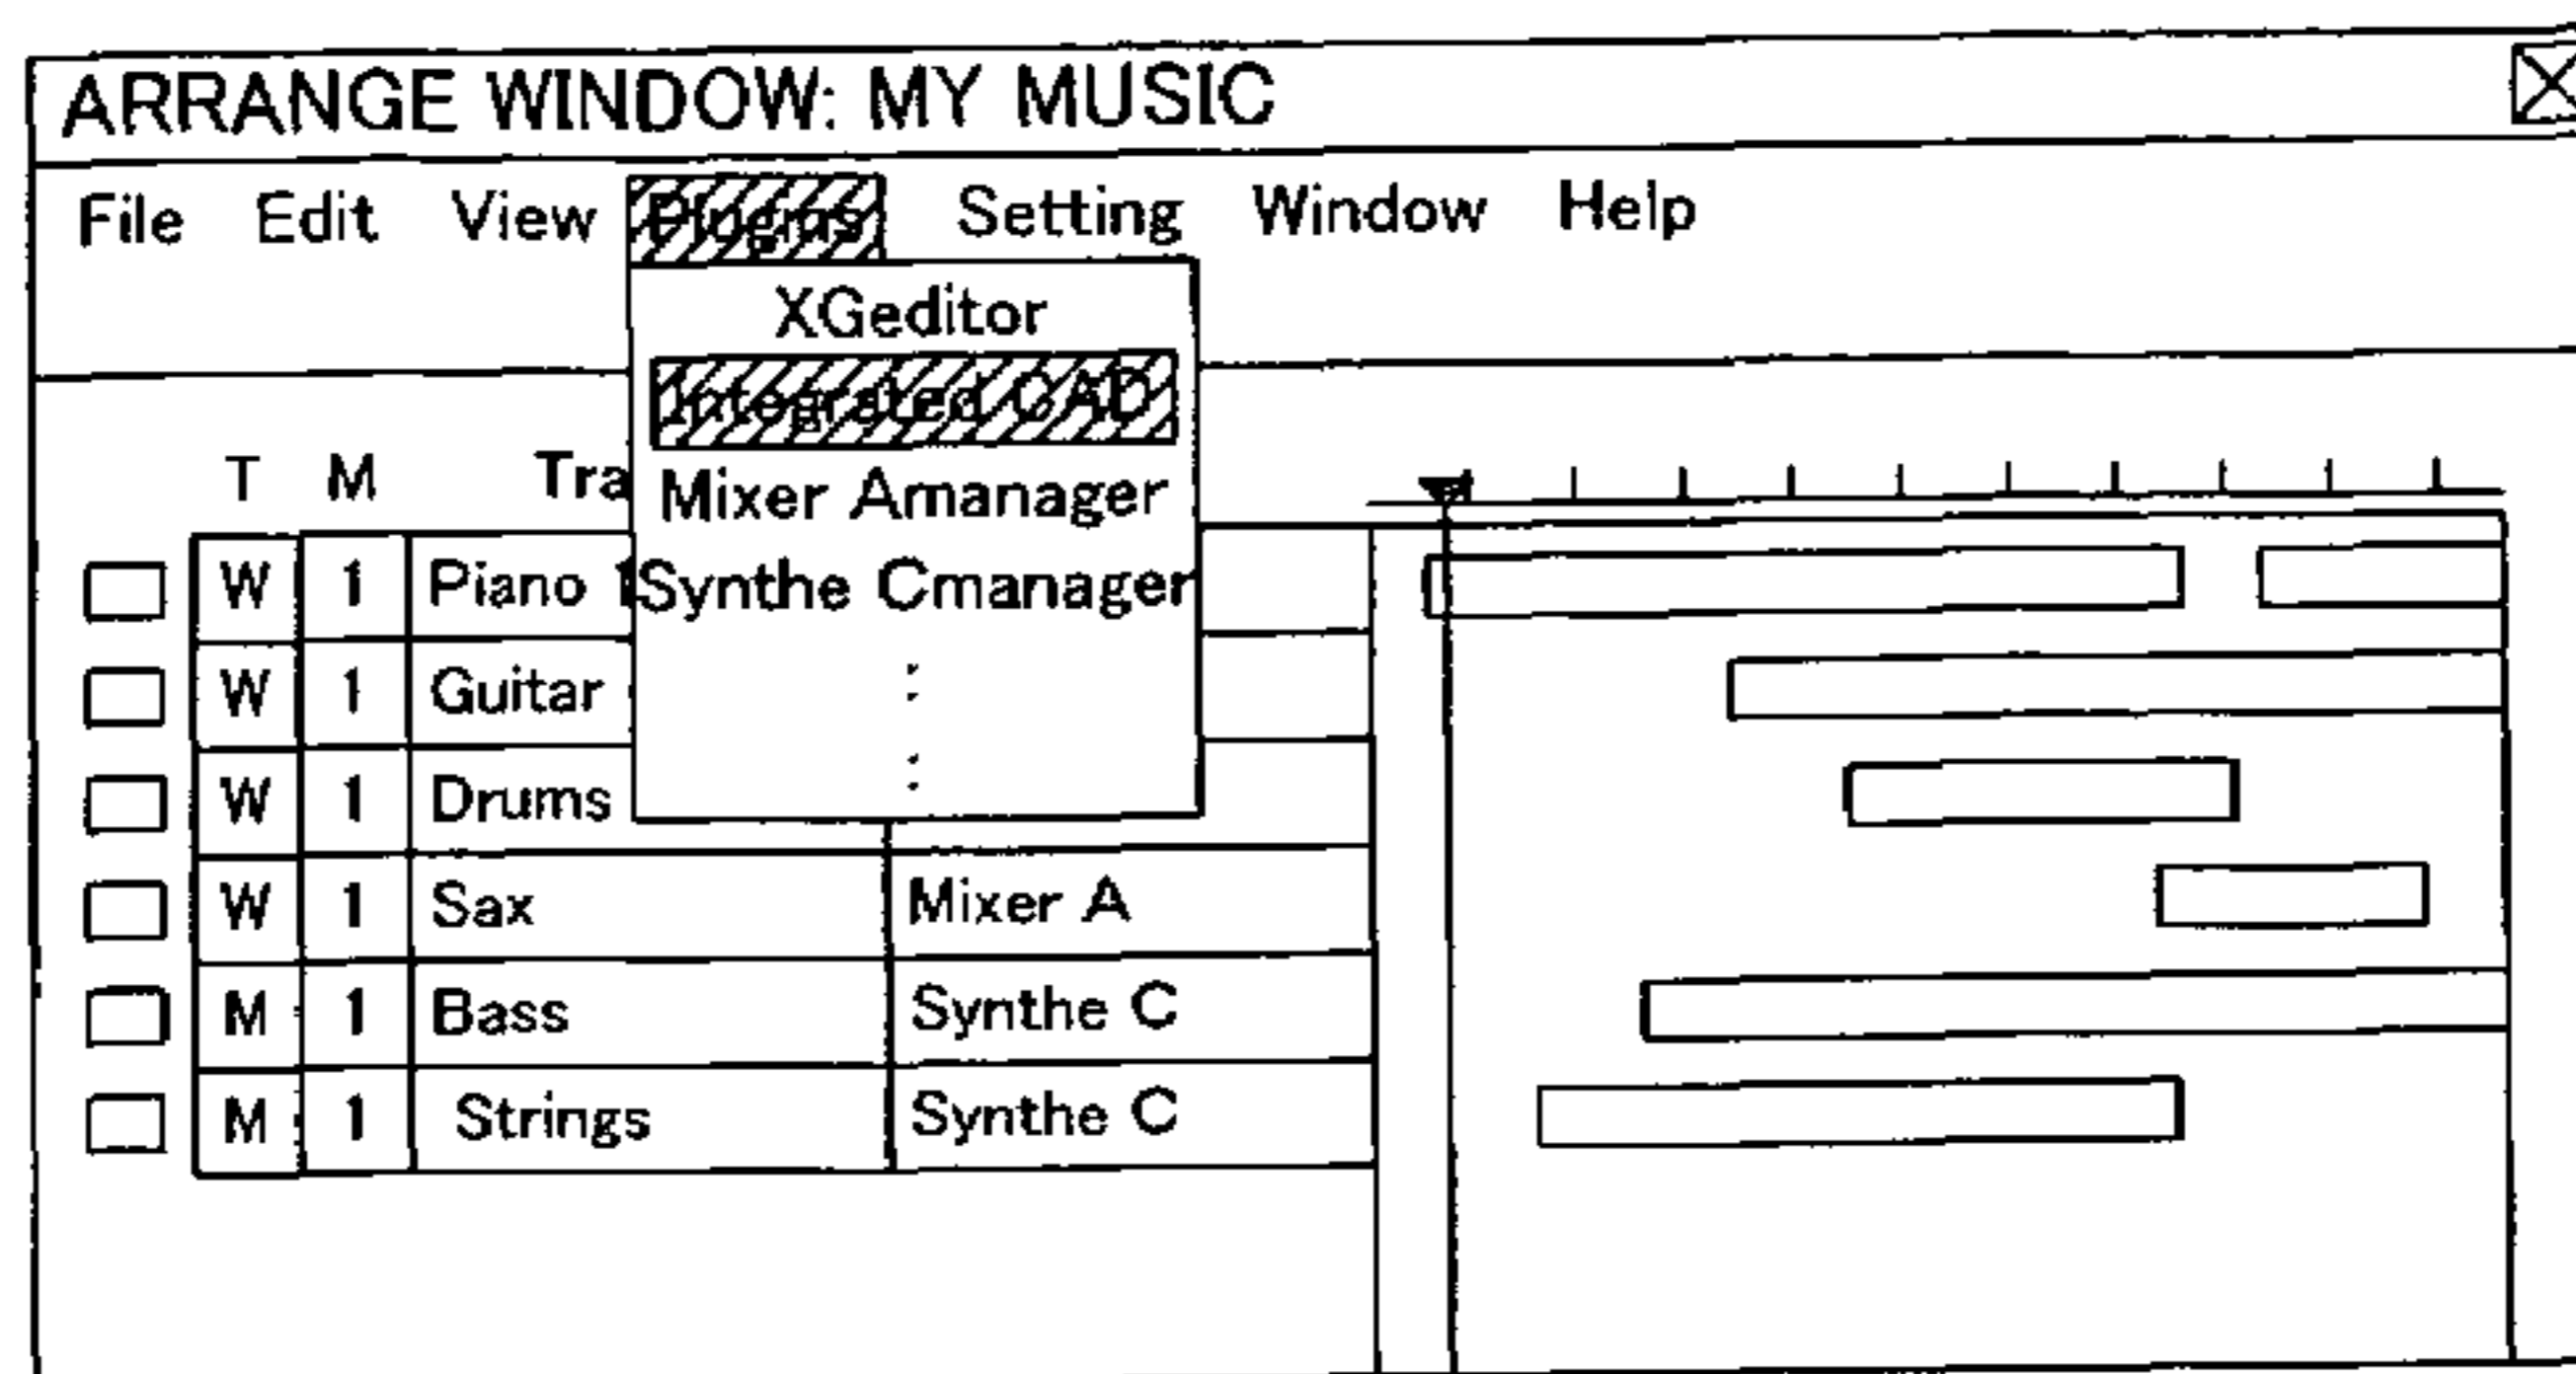 ARRANGE WINDOW: MY MUSIC
File Edit View Plugins Setting Window Help
XGeditor
Integrated CAD
T M Tra
Mixer Amanager
W 1 Piano 1
Synthe Cmanager
W 1 Guitar
W 1 Drums
W 1 Sax Mixer A
M 1 Bass Synthe C
M 1 Strings Synthe C